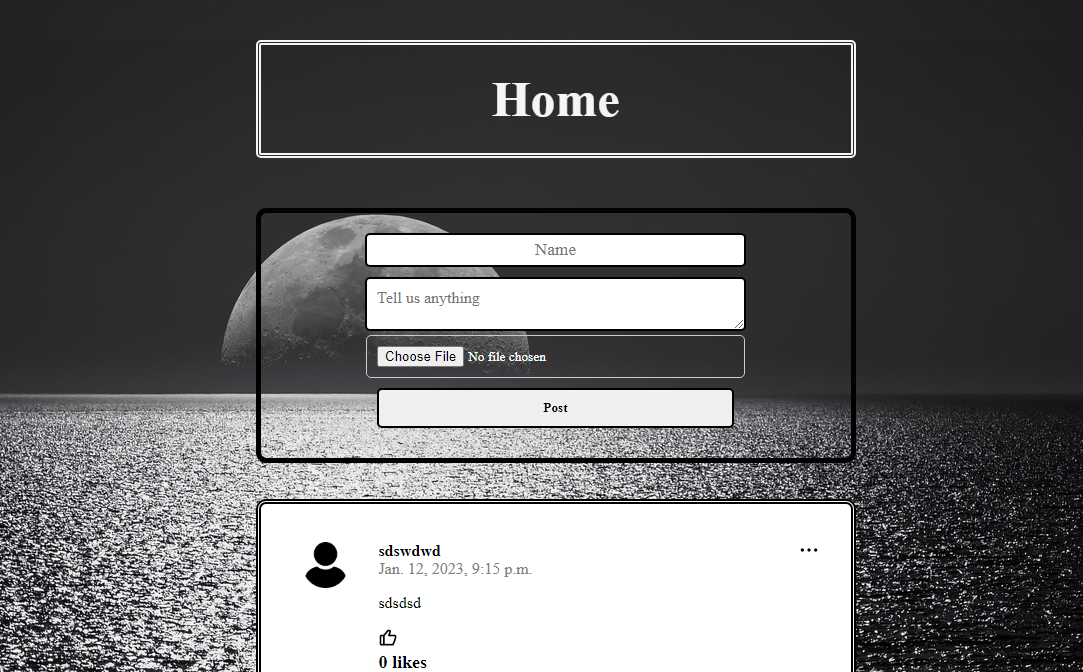 Home
Name
Tell us anything
Choose File No file chosen
Post
sdswdwd
Jan. 12, 2023, 9:15 p.m.
sdsdsd
0 likes